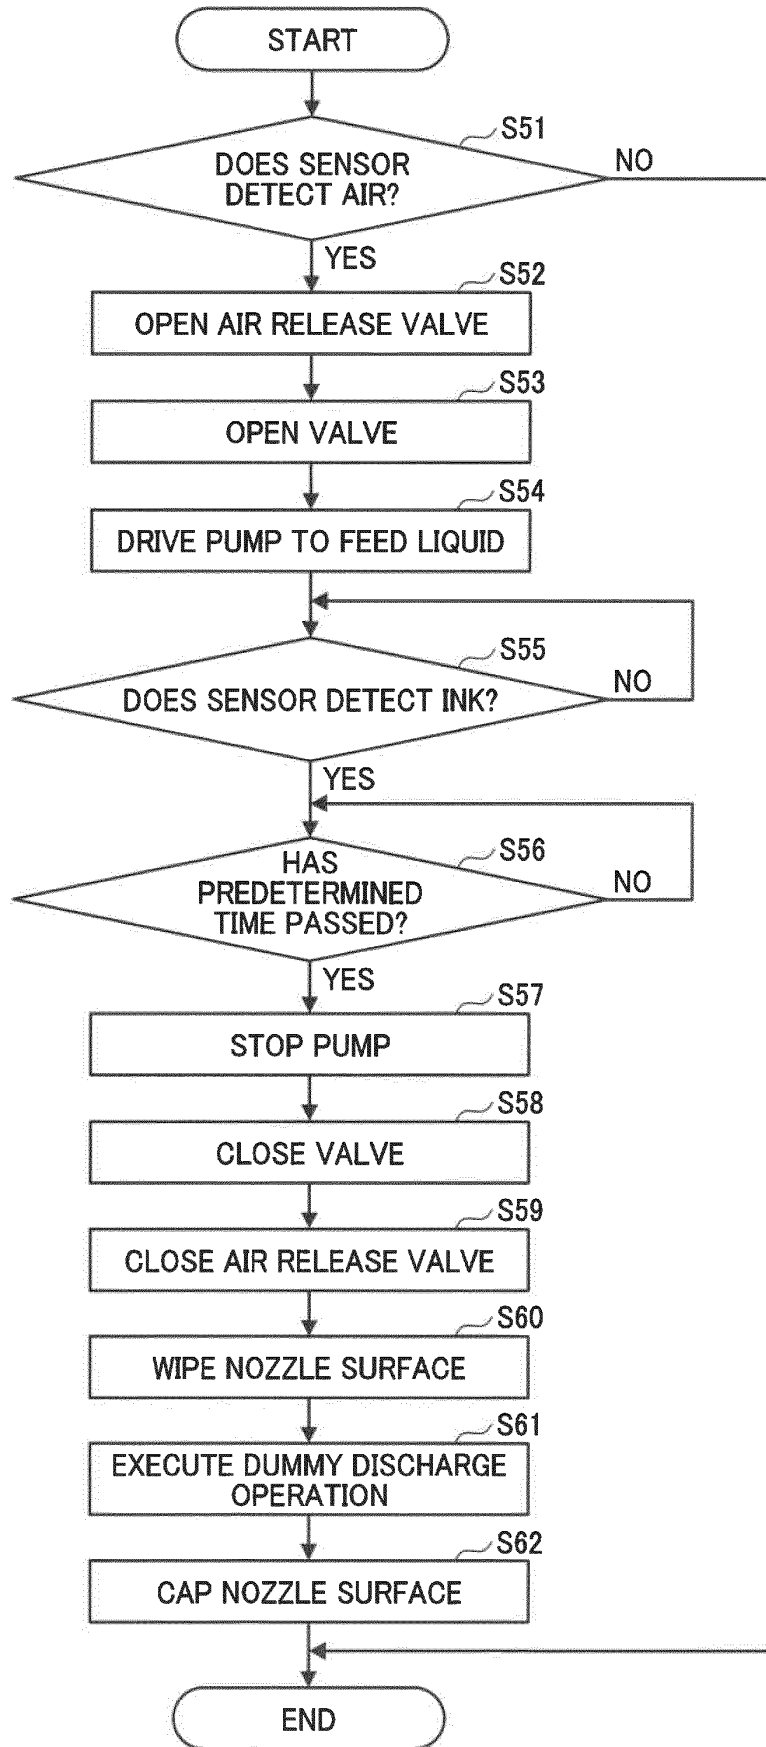 START
S51
DOES SENSOR
DETECT AIR?
NO
YES
S52
OPEN AIR RELEASE VALVE
S53
OPEN VALVE
S54
DRIVE PUMP TO FEED LIQUID
S55
DOES SENSOR DETECT INK?
NO
YES
S56
HAS
PREDETERMINED
TIME PASSED?
NO
YES
S57
STOP PUMP
S58
CLOSE VALVE
S59
CLOSE AIR RELEASE VALVE
S60
WIPE NOZZLE SURFACE
S61
EXECUTE DUMMY DISCHARGE
OPERATION
S62
CAP NOZZLE SURFACE
END